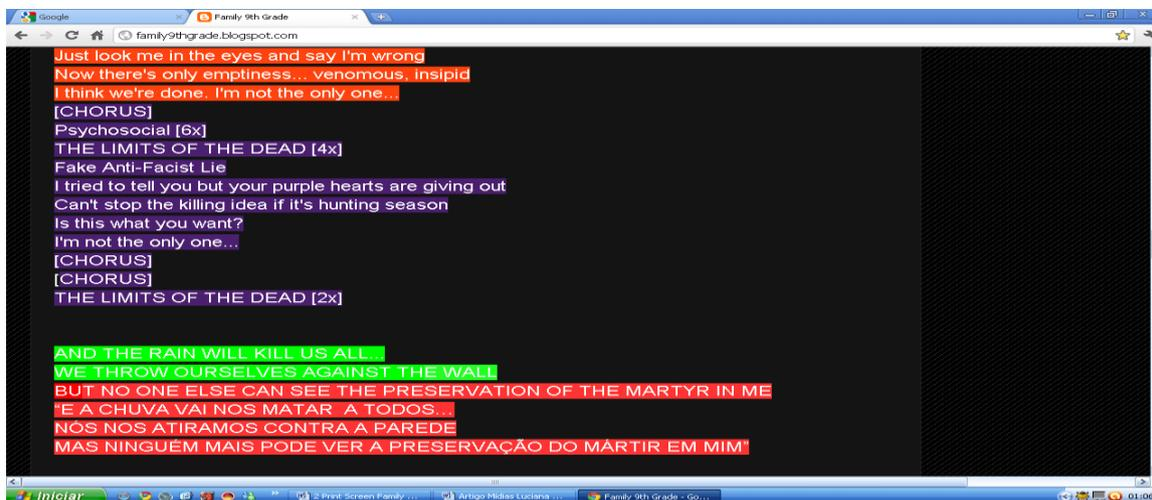 Google
Family 9th Grade
family9thgrade.blogspot.com
Just look me in the eyes and say I'm wrong
Now there's only emptiness... venomous, insipid
I think we're done. I'm not the only one...
[CHORUS]
Psychosocial [6x]
THE LIMITS OF THE DEAD [4x]
Fake Anti-Facist Lie
I tried to tell you but your purple hearts are giving out
Can't stop the killing idea if it's hunting season
Is this what you want?
I'm not the only one...
[CHORUS]
[CHORUS]
THE LIMITS OF THE DEAD [2x]
AND THE RAIN WILL KILL US ALL...
WE THROW OURSELVES AGAINST THE WALL
BUT NO ONE ELSE CAN SEE THE PRESERVATION OF THE MARTYR IN ME
“E A CHUVA VAI NOS MATAR A TODOS...
NÓS NOS ATIRAMOS CONTRA A PAREDE
MAS NINGUÉM MAIS PODE VER A PRESERVAÇÃO DO MÁRTIR EM MIM”
Iniciar
2 Print Screen Family ...
Artigo Mídias Luciana ...
Family 9th Grade - Go...
01:06